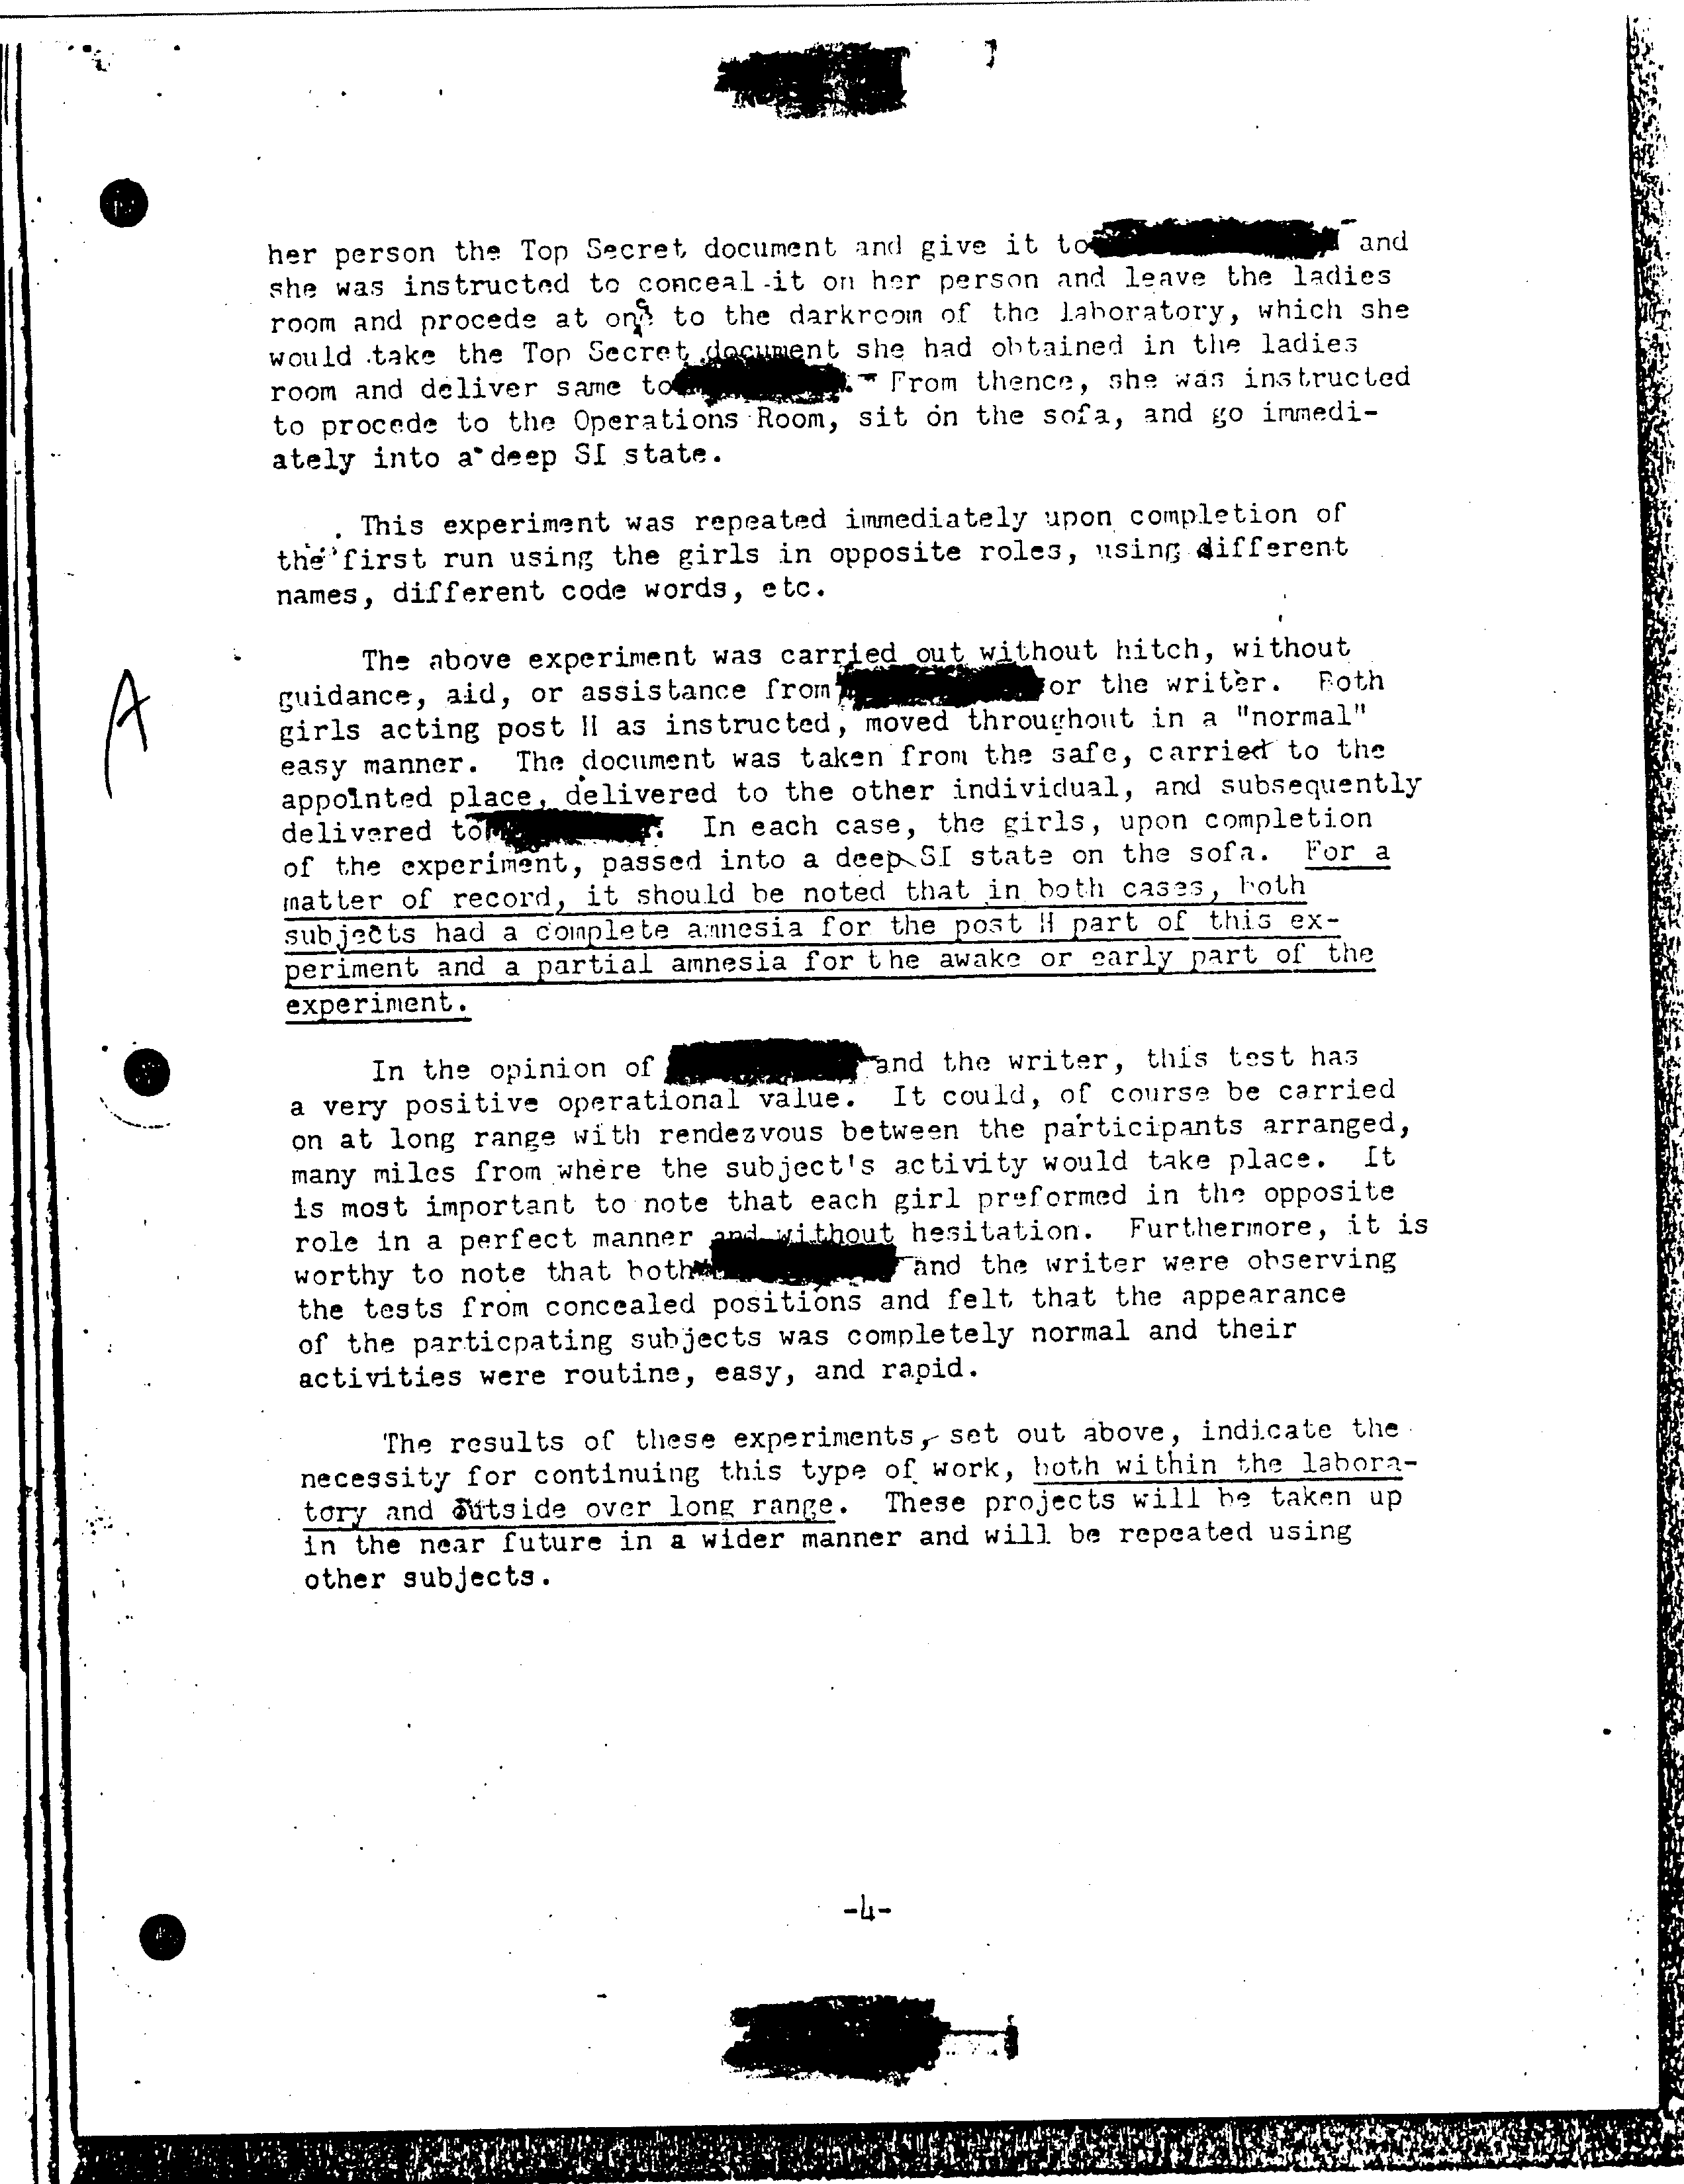 her person the Top Secret document and give it to and
she was instructed to conceal it on her person and leave the ladies
room and procede at once to the darkroom of the laboratory, which she
would take the Top Secret document she had obtained in the ladies
room and deliver same to . From thence, she was instructed
to procede to the Operations Room, sit on the sofa, and go immedi-
ately into a deep SI state.
This experiment was repeated immediately upon completion of
the first run using the girls in opposite roles, using different
names, different code words, etc.
The above experiment was carried out without hitch, without
guidance, aid, or assistance from or the writer. Both
girls acting post H as instructed, moved throughout in a "normal"
easy manner. The document was taken from the safe, carried to the
appointed place, delivered to the other individual, and subsequently
delivered to . In each case, the girls, upon completion
of the experiment, passed into a deep SI state on the sofa. For a
matter of record, it should be noted that in both cases, both
subjects had a complete amnesia for the post H part of this ex-
periment and a partial amnesia for the awake or early part of the
experiment.
A
In the opinion of and the writer, this test has
a very positive operational value. It could, of course be carried
on at long range with rendezvous between the participants arranged,
many miles from where the subject's activity would take place. It
is most important to note that each girl preformed in the opposite
role in a perfect manner and without hesitation. Furthermore, it is
worthy to note that both and the writer were observing
the tests from concealed positions and felt that the appearance
of the particpating subjects was completely normal and their
activities were routine, easy, and rapid.
The results of these experiments, set out above, indicate the
necessity for continuing this type of work, both within the labora-
tory and outside over long range. These projects will be taken up
in the near future in a wider manner and will be repeated using
other subjects.
-4-